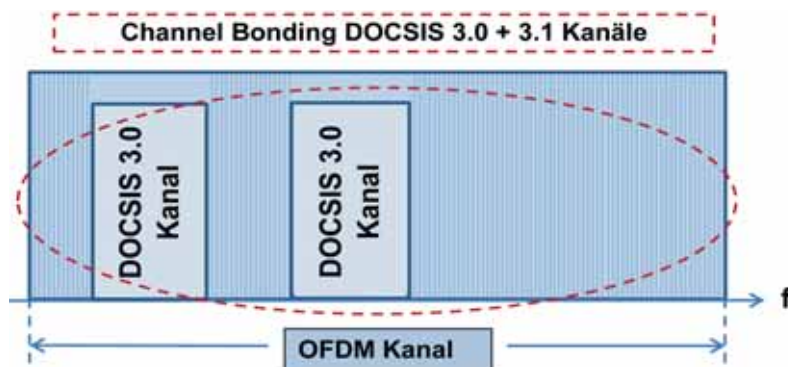 Channel Bonding DOCSIS 3.0 + 3.1 Kanäle
DOCSIS 3.0
Kanal
DOCSIS 3.0
Kanal
f
OFDM Kanal